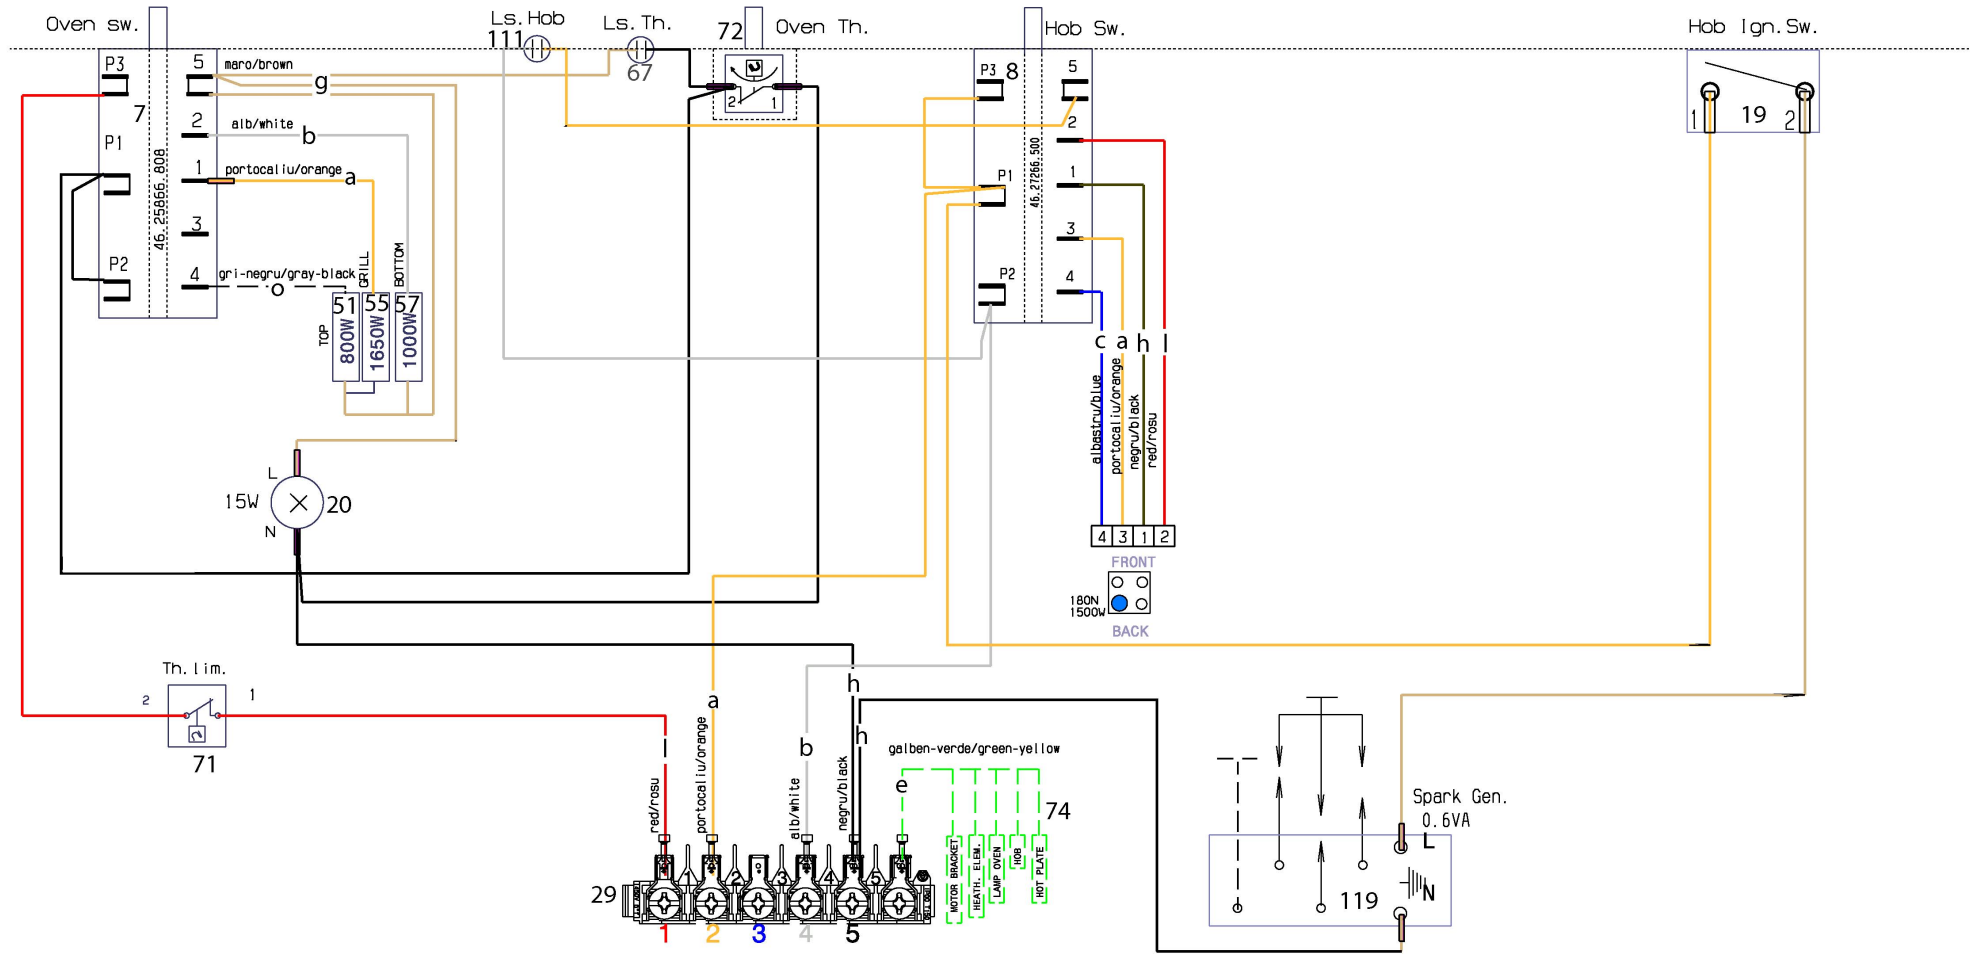 Oven sw.
Ls.Hob
111
Ls.Th.
67
72
Oven Th.
Hob Sw.
Hob Ign.Sw.
P3
5
maro/brown
g
7
2
alb/white
b
P1
1
portocaliu/orange
a
46.25866.808
3
P2
4
gri-negru/gray-black
o
GRILL
BOTTOM
TOP
51
55
57
800W
1650W
1000W
2
1
P3
8
5
2
46.27266.500
P1
1
3
P2
4
c a h l
albastru/blue
portocaliu/orange
negru/black
red/rosu
4 3 1 2
FRONT
180N
1500W
BACK
1
19
2
L
15W
20
N
Th.lim.
2
1
71
l
a
b
h
h
red/rosu
portocaliu/orange
alb/white
negru/black
galben-verde/green-yellow
e
74
MOTOR BRACKET
HEATH. ELEM.
LAMP OVEN
HOB
HOT PLATE
29
1 2 3 4 5
1 2 3 4 5
Spark Gen.
0.6VA
L
119
N